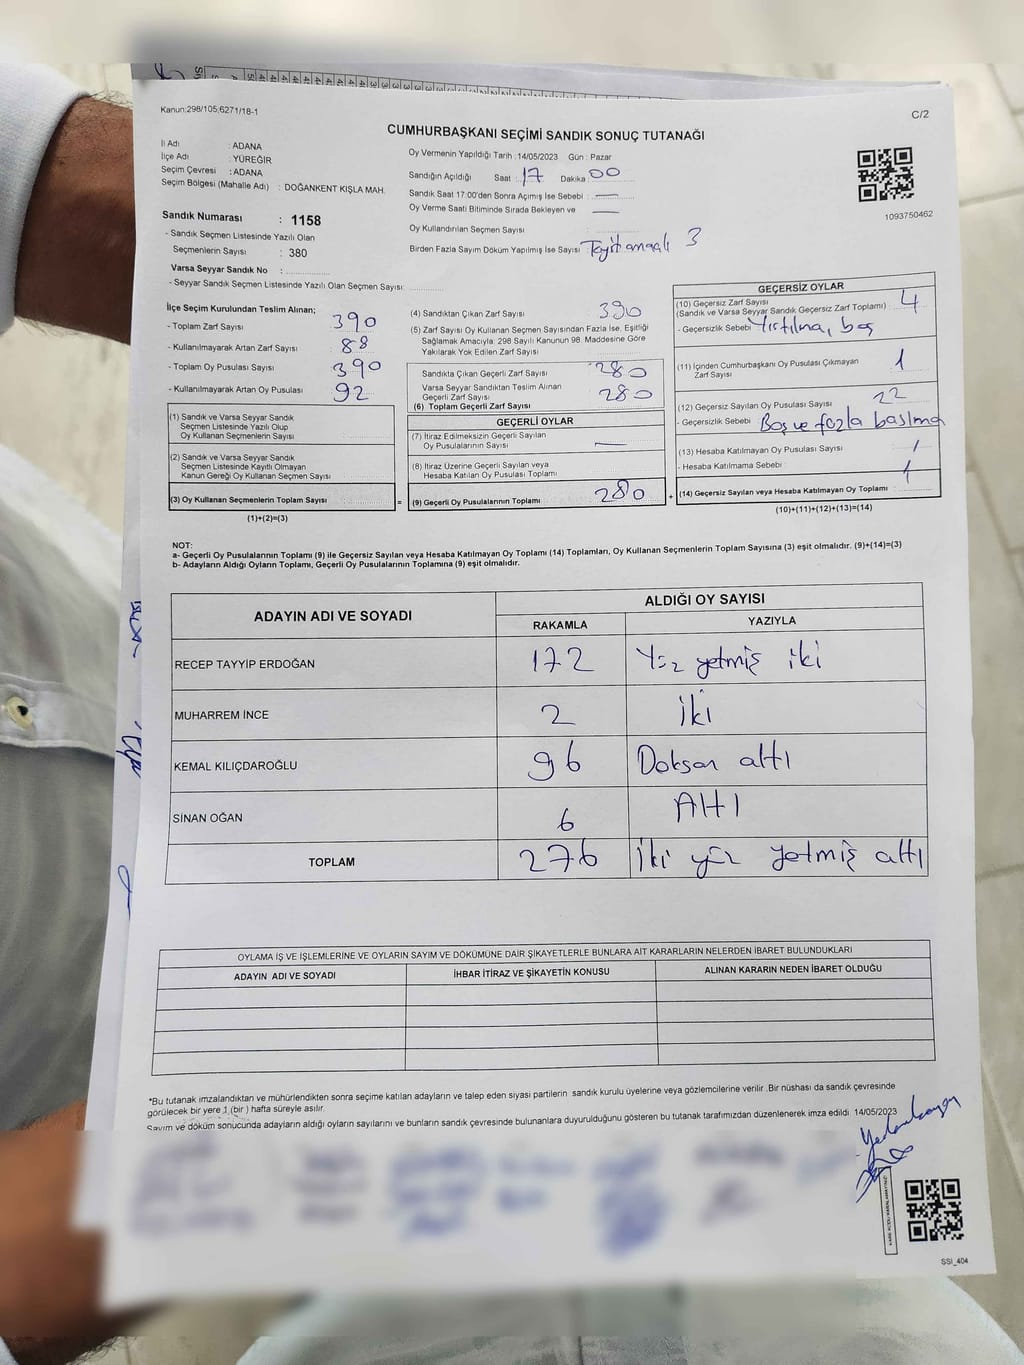 Kanun:298/105;6271/18-1
C/2
CUMHURBAŞKANI SEÇİMİ SANDIK SONUÇ TUTANAĞI
İl Adı : ADANA
İlçe Adı : YÜREĞİR
Seçim Çevresi : ADANA
Seçim Bölgesi (Mahalle Adı) : DOĞANKENT KIŞLA MAH.
Sandık Numarası : 1158
- Sandık Seçmen Listesinde Yazılı Olan
Seçmenlerin Sayısı : 380
Varsa Seyyar Sandık No :
- Seyyar Sandık Seçmen Listesinde Yazılı Olan Seçmen Sayısı:
Oy Vermenin Yapıldığı Tarih : 14/05/2023 Gün : Pazar
Sandığın Açıldığı Saat : 17 Dakika : 00
Sandık Saat 17:00'den Sonra Açımış İse Sebebi : —
Oy Verme Saati Bitiminde Sırada Bekleyen ve —
Oy Kullandırılan Seçmen Sayısı
Birden Fazla Sayım Döküm Yapılmış İse Sayısı : Teyit amaçlı 3
1093750462
İlçe Seçim Kurulundan Teslim Alınan;
- Toplam Zarf Sayısı 390
- Kullanılmayarak Artan Zarf Sayısı 88
- Toplam Oy Pusulası Sayısı 390
- Kullanılmayarak Artan Oy Pusulası 92
(1) Sandık ve Varsa Seyyar Sandık
Seçmen Listesinde Yazılı Olup
Oy Kullanan Seçmenlerin Sayısı
(2) Sandık ve Varsa Seyyar Sandık
Seçmen Listesinde Kayıtlı Olmayan
Kanun Gereği Oy Kullanan Seçmen Sayısı
(3) Oy Kullanan Seçmenlerin Toplam Sayısı =
(1)+(2)=(3)
(4) Sandıktan Çıkan Zarf Sayısı : 390
(5) Zarf Sayısı Oy Kullanan Seçmen Sayısından Fazla İse, Eşitliği
Sağlamak Amacıyla; 298 Sayılı Kanunun 98. Maddesine Göre
Yakılarak Yok Edilen Zarf Sayısı
Sandıkta Çıkan Geçerli Zarf Sayısı : 280
Varsa Seyyar Sandıktan Teslim Alınan
Geçerli Zarf Sayısı : 280
(6) Toplam Geçerli Zarf Sayısı
GEÇERLİ OYLAR
(7) İtiraz Edilmeksizin Geçerli Sayılan
Oy Pusulalarının Sayısı : —
(8) İtiraz Üzerine Geçerli Sayılan veya
Hesaba Katılan Oy Pusulası Toplamı
(9) Geçerli Oy Pusulalarının Toplamı : 280 +
GEÇERSİZ OYLAR
(10) Geçersiz Zarf Sayısı
(Sandık ve Varsa Seyyar Sandık Geçersiz Zarf Toplamı) : 4
- Geçersizlik Sebebi : Yırtılma, boş
(11) İçinden Cumhurbaşkanı Oy Pusulası Çıkmayan
Zarf Sayısı 1
(12) Geçersiz Sayılan Oy Pusulası Sayısı 22
- Geçersizlik Sebebi : Boş ve fazla basılma
(13) Hesaba Katılmayan Oy Pusulası Sayısı : 1
- Hesaba Katılmama Sebebi :
(14) Geçersiz Sayılan veya Hesaba Katılmayan Oy Toplamı : 1
(10)+(11)+(12)+(13)=(14)
NOT:
a- Geçerli Oy Pusulalarının Toplamı (9) ile Geçersiz Sayılan veya Hesaba Katılmayan Oy Toplamı (14) Toplamları, Oy Kullanan Seçmenlerin Toplam Sayısına (3) eşit olmalıdır. (9)+(14)=(3)
b- Adayların Aldığı Oyların Toplamı, Geçerli Oy Pusulalarının Toplamına (9) eşit olmalıdır.
ADAYIN ADI VE SOYADI ALDIĞI OY SAYISI
RAKAMLA YAZIYLA
RECEP TAYYİP ERDOĞAN 172 Yüz yetmiş iki
MUHARREM İNCE 2 iki
KEMAL KILIÇDAROĞLU 96 Doksan altı
SİNAN OĞAN 6 Altı
TOPLAM 276 iki yüz yetmiş altı
OYLAMA İŞ VE İŞLEMLERİNE VE OYLARIN SAYIM VE DÖKÜMÜNE DAİR ŞİKAYETLERLE BUNLARA AİT KARARLARIN NELERDEN İBARET BULUNDUKLARI
ADAYIN ADI VE SOYADI İHBAR İTİRAZ VE ŞİKAYETİN KONUSU ALINAN KARARIN NEDEN İBARET OLDUĞU
*Bu tutanak imzalandıktan ve mühürlendikten sonra seçime katılan adayların ve talep eden siyasi partilerin sandık kurulu üyelerine veya gözlemcilerine verilir .Bir nüshası da sandık çevresinde
görülecek bir yere 1 (bir) hafta süreyle asılır.
Sayım ve döküm sonucunda adayların aldığı oyların sayılarını ve bunların sandık çevresinde bulunanlara duyurulduğunu gösteren bu tutanak tarafımızdan düzenlenerek imza edildi. 14/05/2023
SSI_404